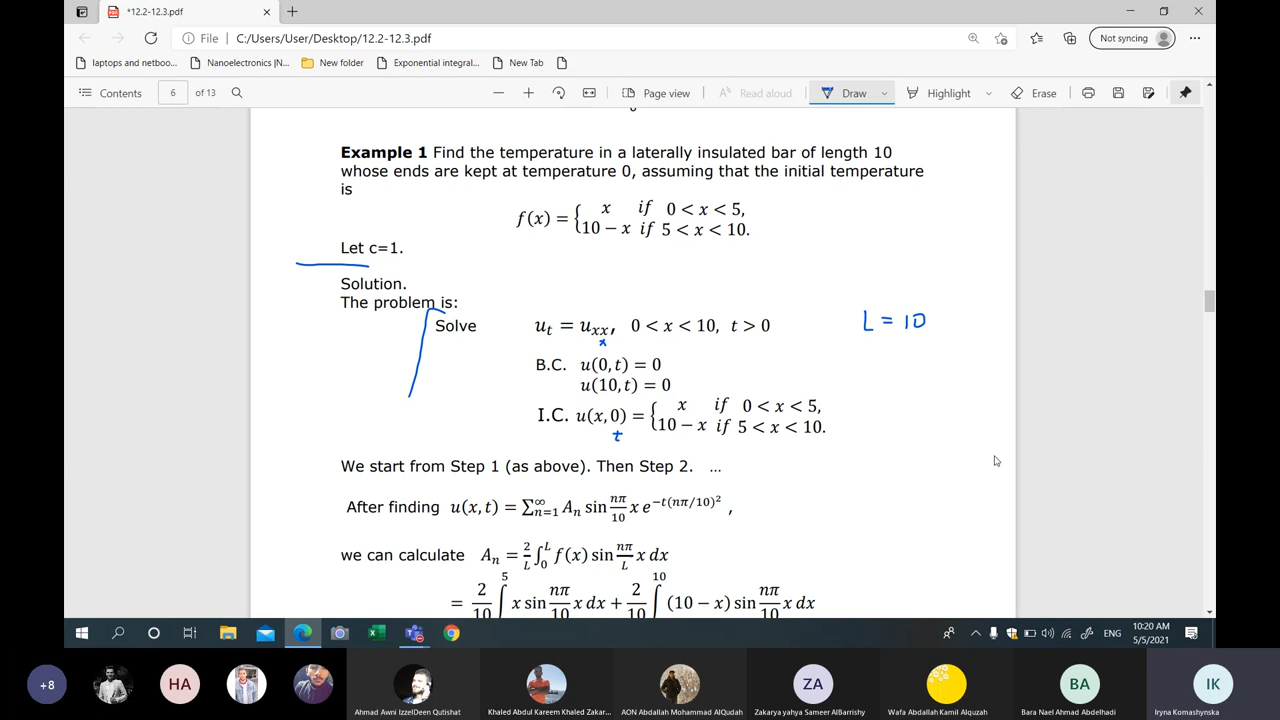 *12.2-12.3.pdf
File C:/Users/User/Desktop/12.2-12.3.pdf Not syncing
laptops and netboo... Nanoelectronics |N... New folder Exponential integral... New Tab
Contents 6 of 13 Page view Read aloud Draw Highlight Erase
Example 1 Find the temperature in a laterally insulated bar of length 10
whose ends are kept at temperature 0, assuming that the initial temperature
is
f(x) = { x if 0 < x < 5,
10 − x if 5 < x < 10.
Let c=1.
Solution.
The problem is:
Solve u_t = u_xx, 0 < x < 10, t > 0 L = 10
x
B.C. u(0, t) = 0
u(10, t) = 0
I.C. u(x, 0) = { x if 0 < x < 5,
10 − x if 5 < x < 10.
t
We start from Step 1 (as above). Then Step 2. ...
After finding u(x, t) = ∑_{n=1}^{∞} A_n sin nπ/10 x e^{−t(nπ/10)^2} ,
we can calculate A_n = 2/L ∫_0^L f(x) sin nπ/L x dx
= 2/10 ∫^5 x sin nπ/10 x dx + 2/10 ∫^10 (10 − x) sin nπ/10 x dx
ENG 10:20 AM 5/5/2021
+8 HA ZA BA IK
Ahmad Awni IzzelDeen Qutishat Khaled Abdul Kareem Khaled Zakar... AON Abdallah Mohammad AlQudah Zakarya yahya Sameer AlBarrishy Wafa Abdallah Kamil Alquzah Bara Nael Ahmad Abdelhadi Iryna Komashynska